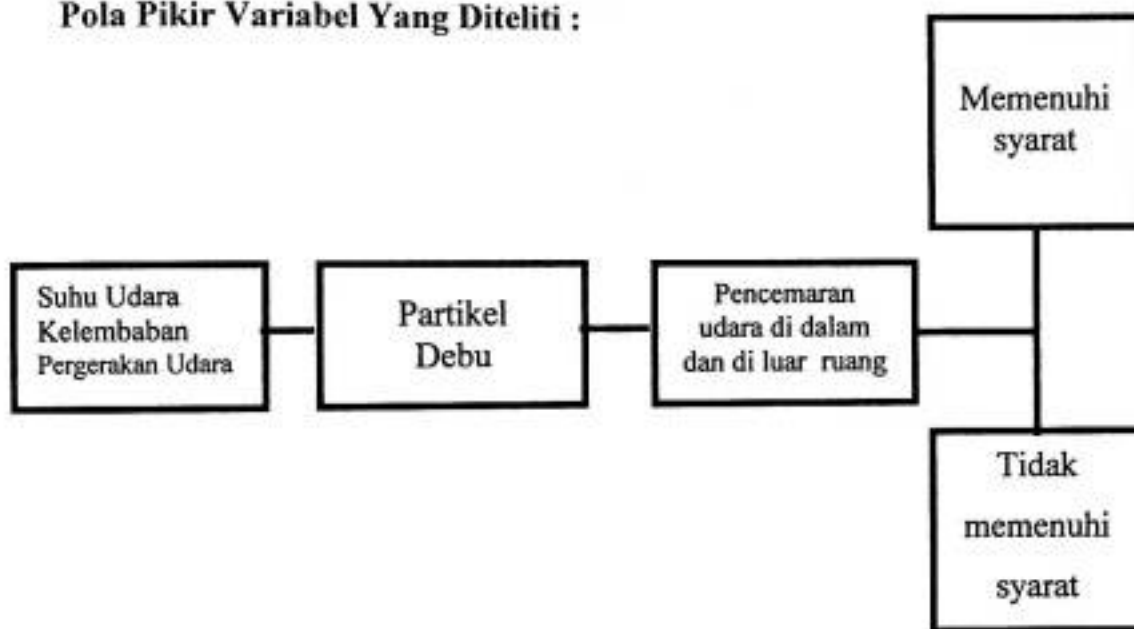 Pola Pikir Variabel Yang Diteliti :
Memenuhi
syarat
Suhu Udara
Kelembaban
Pergerakan Udara
Partikel
Debu
Pencemaran
udara di dalam
dan di luar ruang
Tidak
memenuhi
syarat